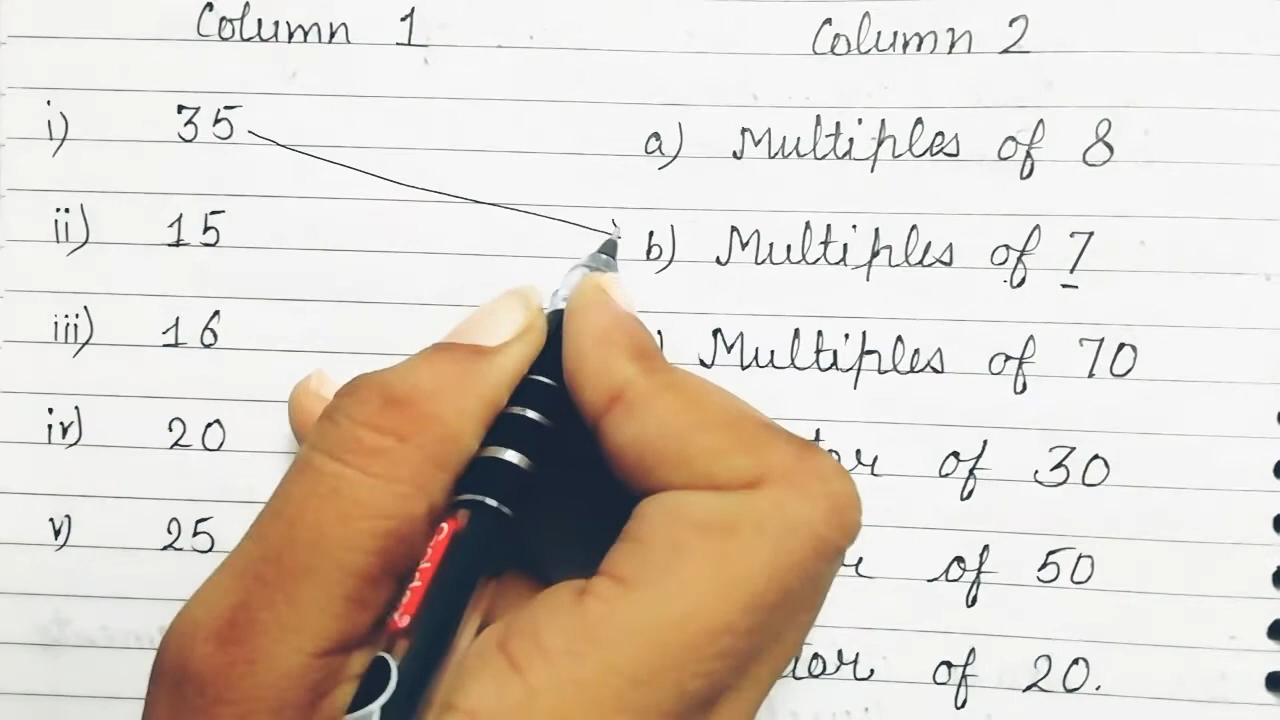 Column 1 Column 2
i) 35 a) Multiples of 8
ii) 15 b) Multiples of 7
iii) 16 ) Multiples of 70
iv) 20 of 30
v) 25 of 50
of 20.